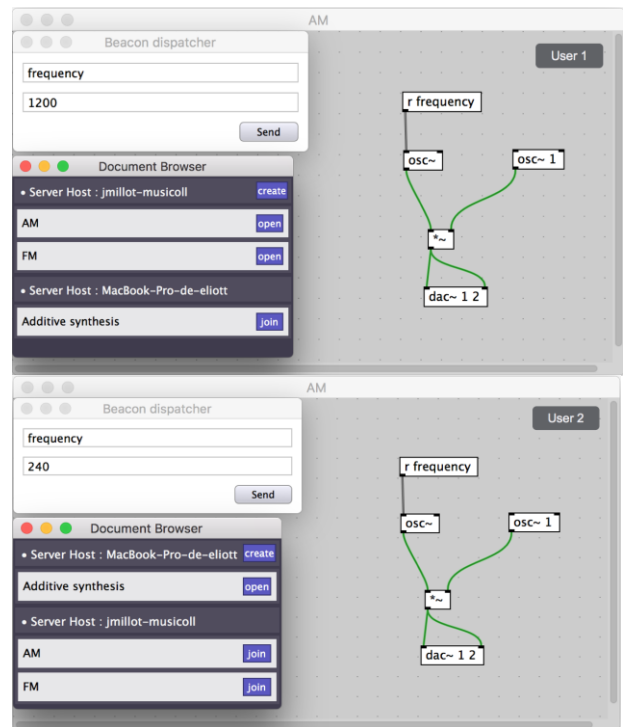 AM
Beacon dispatcher
User 1
frequency
1200
Send
r frequency
osc~
osc~ 1
*~
dac~ 1 2
Document Browser
• Server Host : jmillot-musicoll
create
AM
open
FM
open
• Server Host : MacBook-Pro-de-eliott
Additive synthesis
join
AM
Beacon dispatcher
User 2
frequency
240
Send
r frequency
osc~
osc~ 1
*~
dac~ 1 2
Document Browser
• Server Host : MacBook-Pro-de-eliott
create
Additive synthesis
open
• Server Host : jmillot-musicoll
AM
join
FM
join